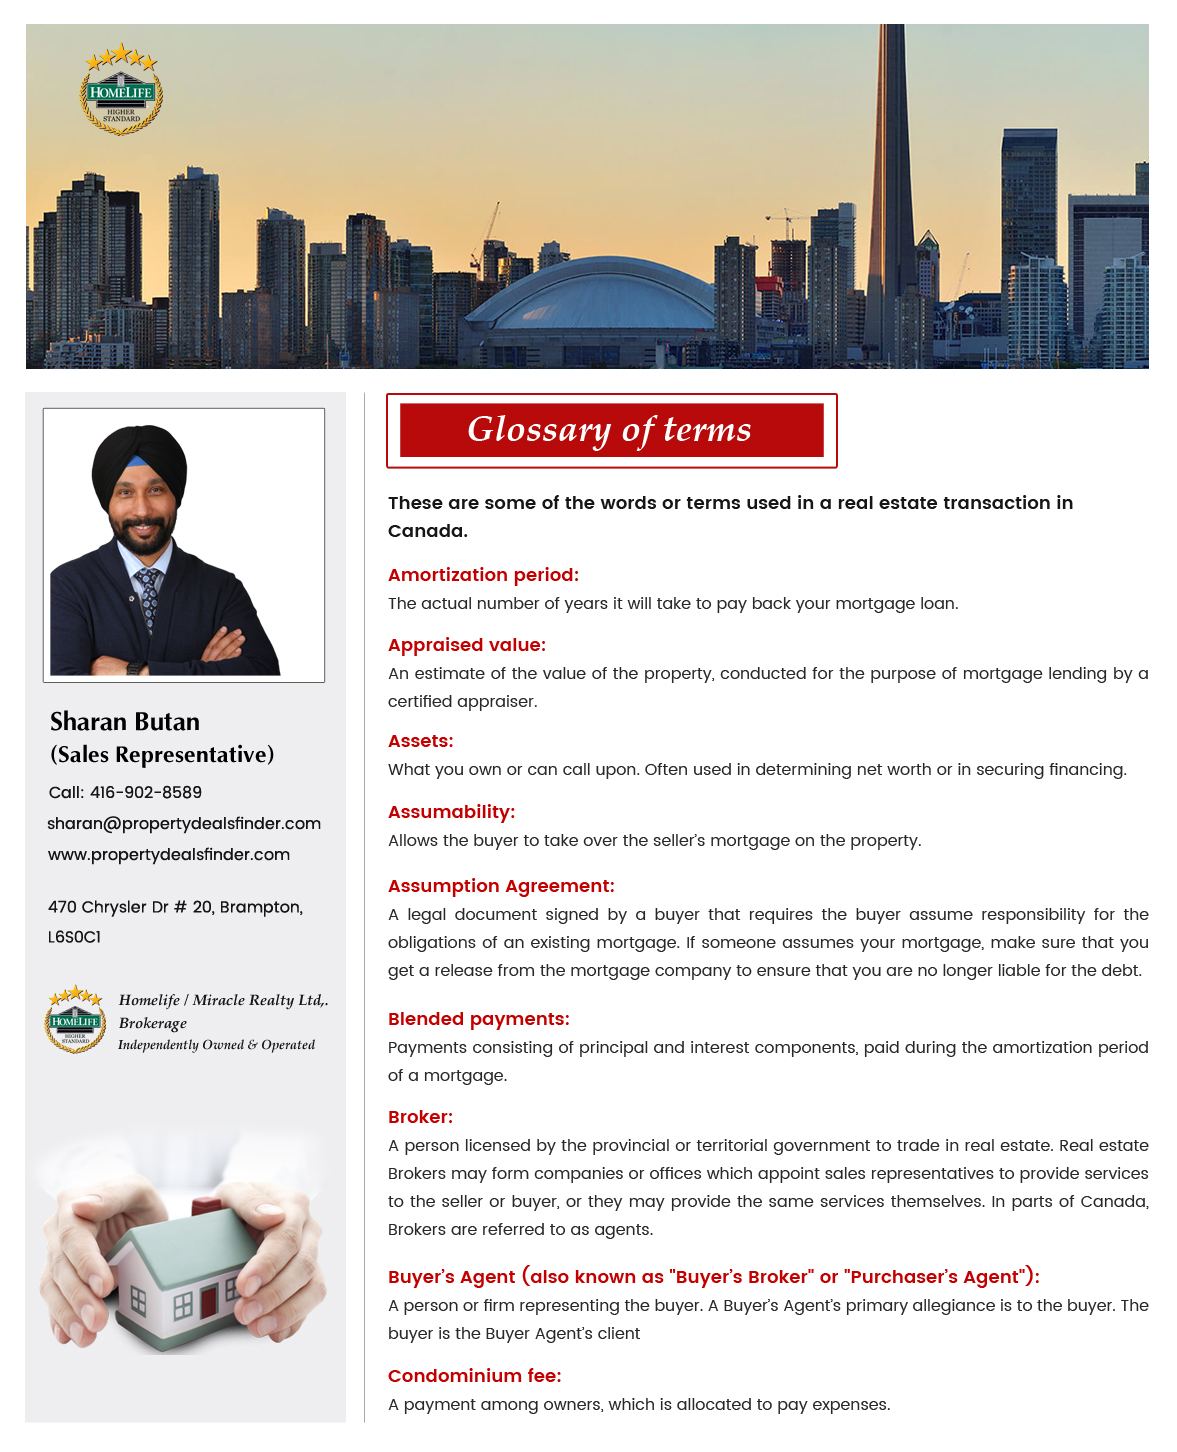 HOMELIFE
HIGHER
STANDARD
Sharan Butan
(Sales Representative)
Call: 416-902-8589
sharan@propertydealsfinder.com
www.propertydealsfinder.com
470 Chrysler Dr # 20, Brampton,
L6S0C1
HOMELIFE
HIGHER
STANDARD
Homelife / Miracle Realty Ltd,.
Brokerage
Independently Owned & Operated
Glossary of terms
These are some of the words or terms used in a real estate transaction in
Canada.
Amortization period:
The actual number of years it will take to pay back your mortgage loan.
Appraised value:
An estimate of the value of the property, conducted for the purpose of mortgage lending by a
certified appraiser.
Assets:
What you own or can call upon. Often used in determining net worth or in securing financing.
Assumability:
Allows the buyer to take over the seller's mortgage on the property.
Assumption Agreement:
A legal document signed by a buyer that requires the buyer assume responsibility for the
obligations of an existing mortgage. If someone assumes your mortgage, make sure that you
get a release from the mortgage company to ensure that you are no longer liable for the debt.
Blended payments:
Payments consisting of principal and interest components, paid during the amortization period
of a mortgage.
Broker:
A person licensed by the provincial or territorial government to trade in real estate. Real estate
Brokers may form companies or offices which appoint sales representatives to provide services
to the seller or buyer, or they may provide the same services themselves. In parts of Canada,
Brokers are referred to as agents.
Buyer's Agent (also known as "Buyer's Broker" or "Purchaser's Agent"):
A person or firm representing the buyer. A Buyer's Agent's primary allegiance is to the buyer. The
buyer is the Buyer Agent's client
Condominium fee:
A payment among owners, which is allocated to pay expenses.